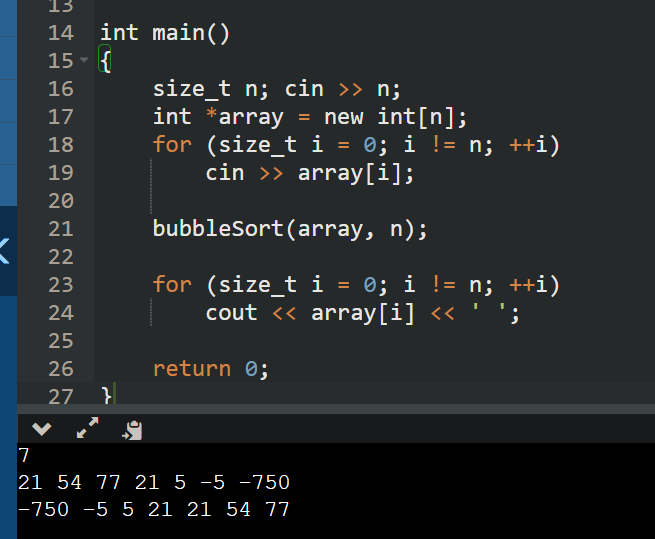 13
14 int main()
15 {
16     size_t n; cin >> n;
17     int *array = new int[n];
18     for (size_t i = 0; i != n; ++i)
19         cin >> array[i];
20
21     bubbleSort(array, n);
22
23     for (size_t i = 0; i != n; ++i)
24         cout << array[i] << ' ';
25
26     return 0;
27 }
7
21 54 77 21 5 -5 -750
-750 -5 5 21 21 54 77